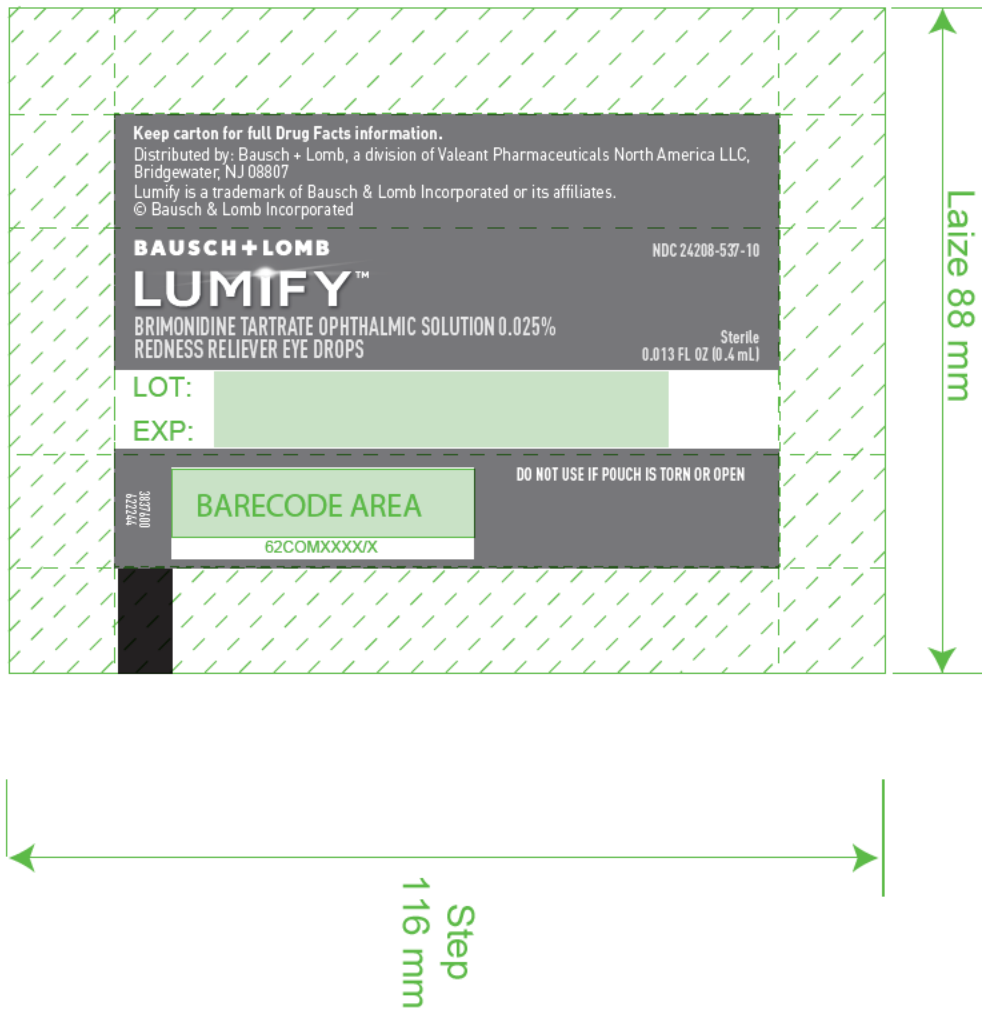 Keep carton for full Drug Facts information.
Distributed by: Bausch + Lomb, a division of Valeant Pharmaceuticals North America LLC,
Bridgewater, NJ 08807
Lumify is a trademark of Bausch & Lomb Incorporated or its affiliates.
© Bausch & Lomb Incorporated
BAUSCH+LOMB
NDC 24208-537-10
LUMIFY™
BRIMONIDINE TARTRATE OPHTHALMIC SOLUTION 0.025%
REDNESS RELIEVER EYE DROPS
Sterile
0.013 FL OZ (0.4 mL)
LOT:
EXP:
DO NOT USE IF POUCH IS TORN OR OPEN
3837600
622244
BARECODE AREA
62COMXXXX/X
Laize 88 mm
Step
116 mm